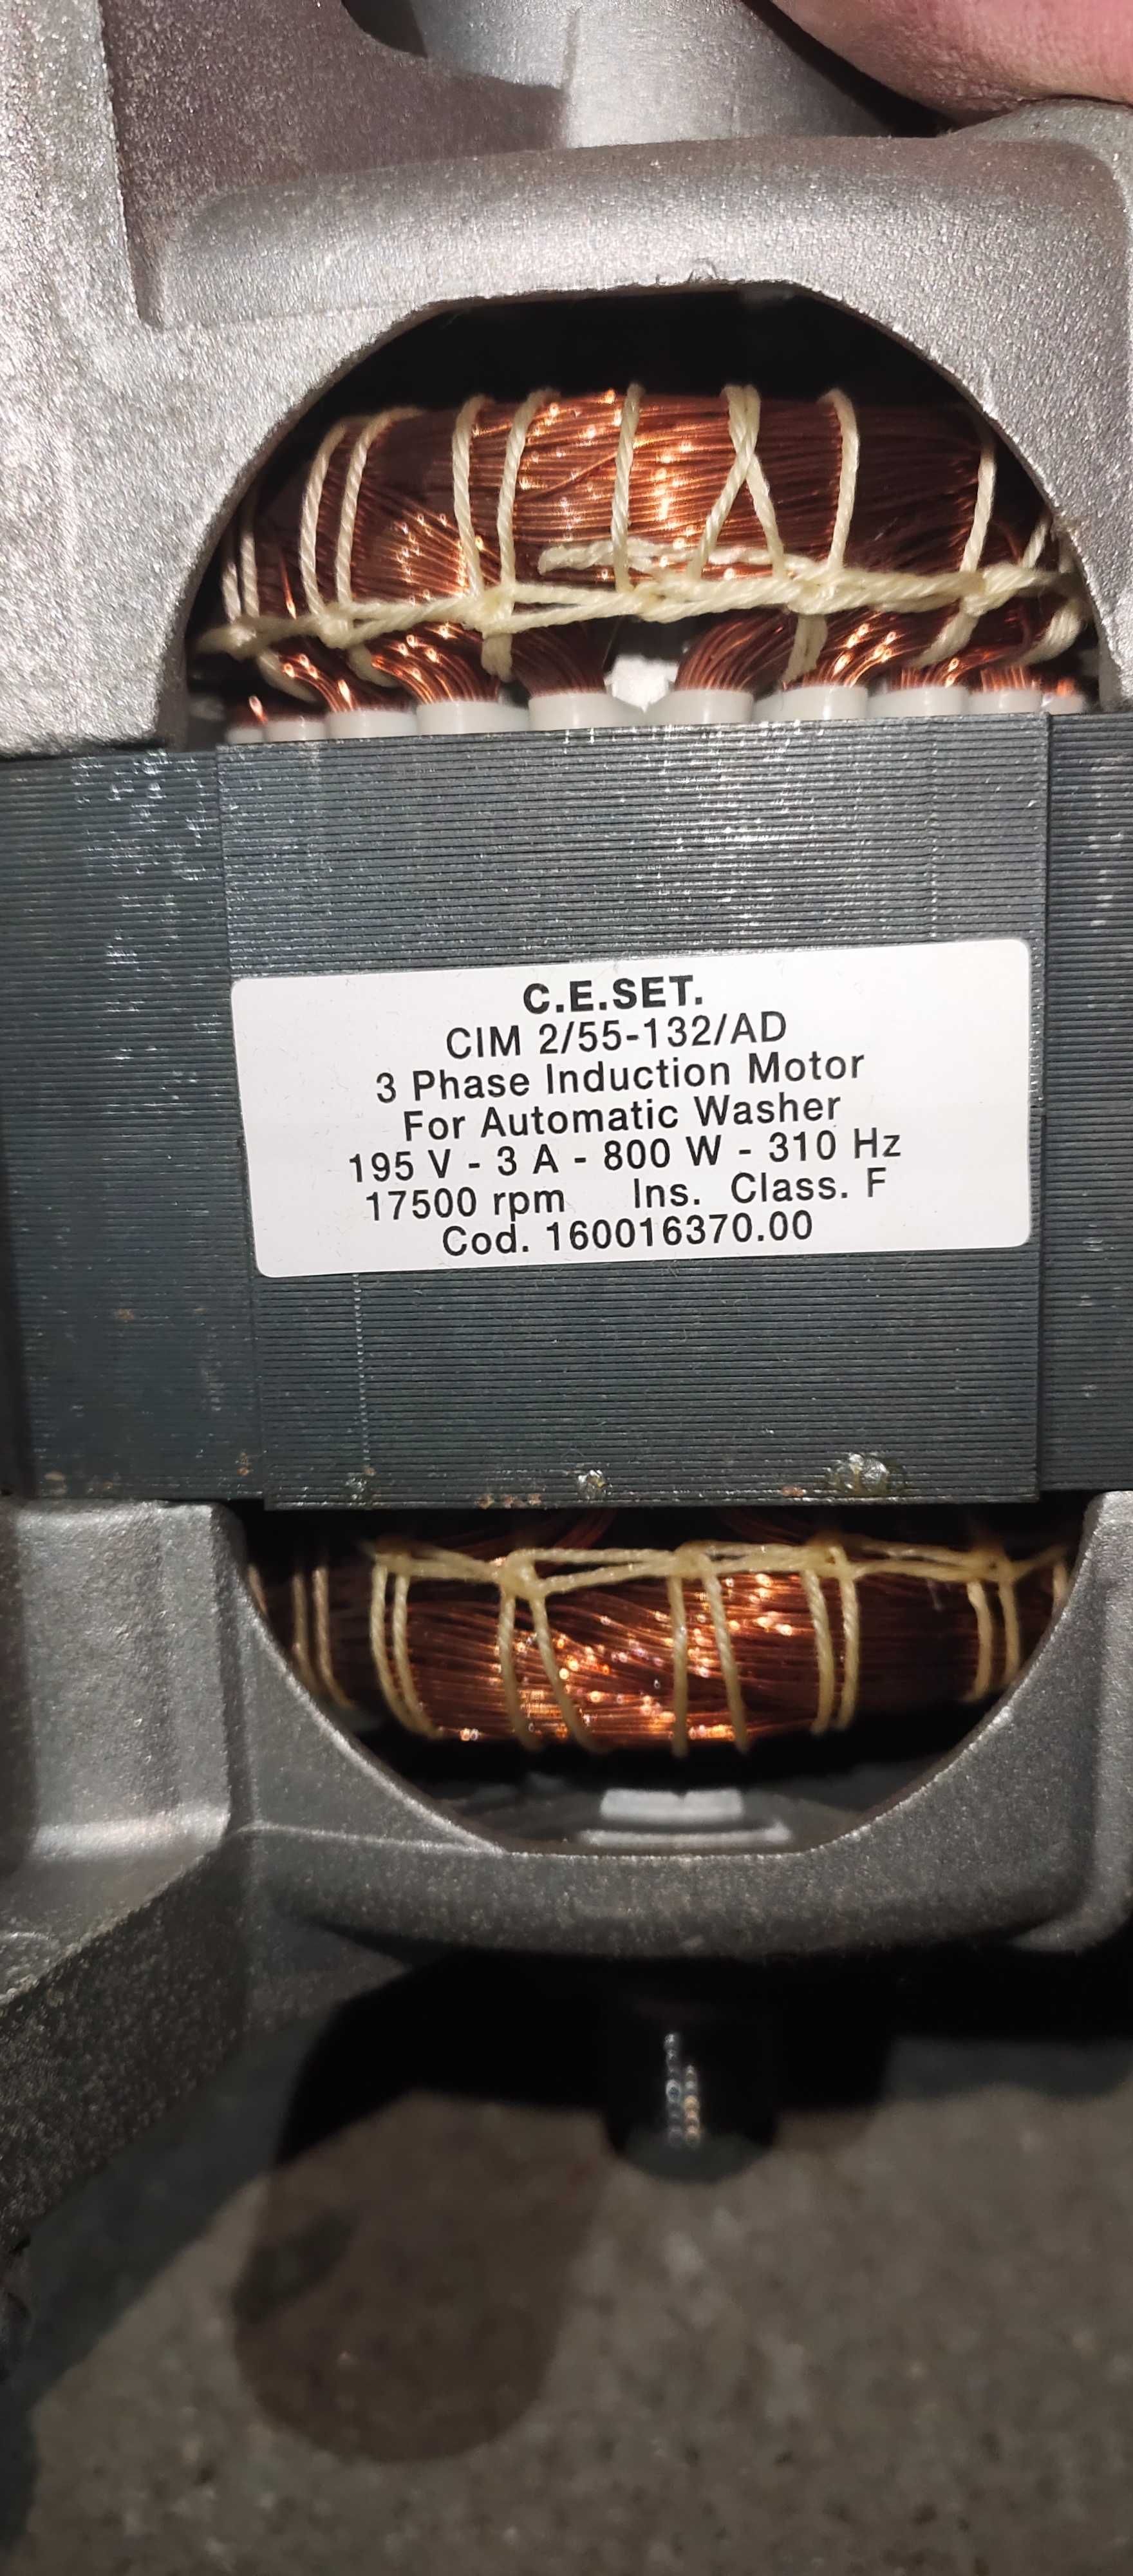 C.E.SET.
CIM 2/55-132/AD
3 Phase Induction Motor
For Automatic Washer
195 V - 3 A - 800 W - 310 Hz
17500 rpm Ins. Class. F
Cod. 160016370.00